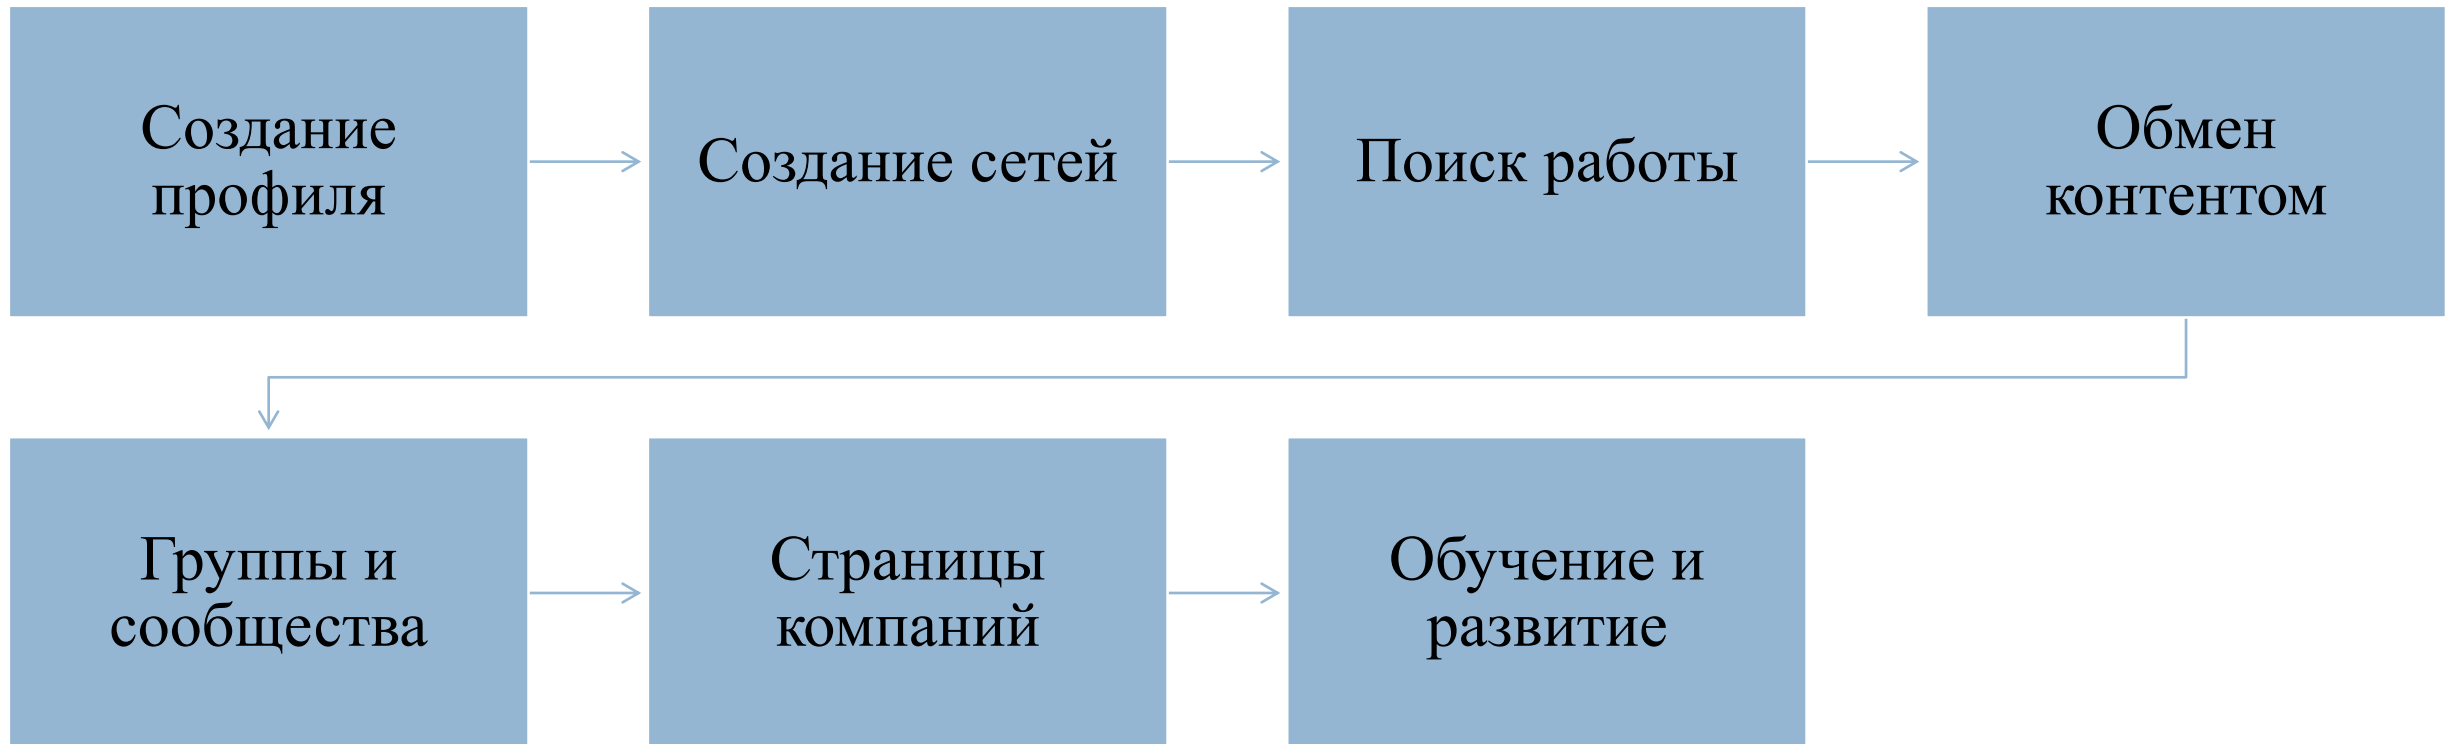 Создание
профиля
Создание сетей
Поиск работы
Обмен
контентом
Группы и
сообщества
Страницы
компаний
Обучение и
развитие